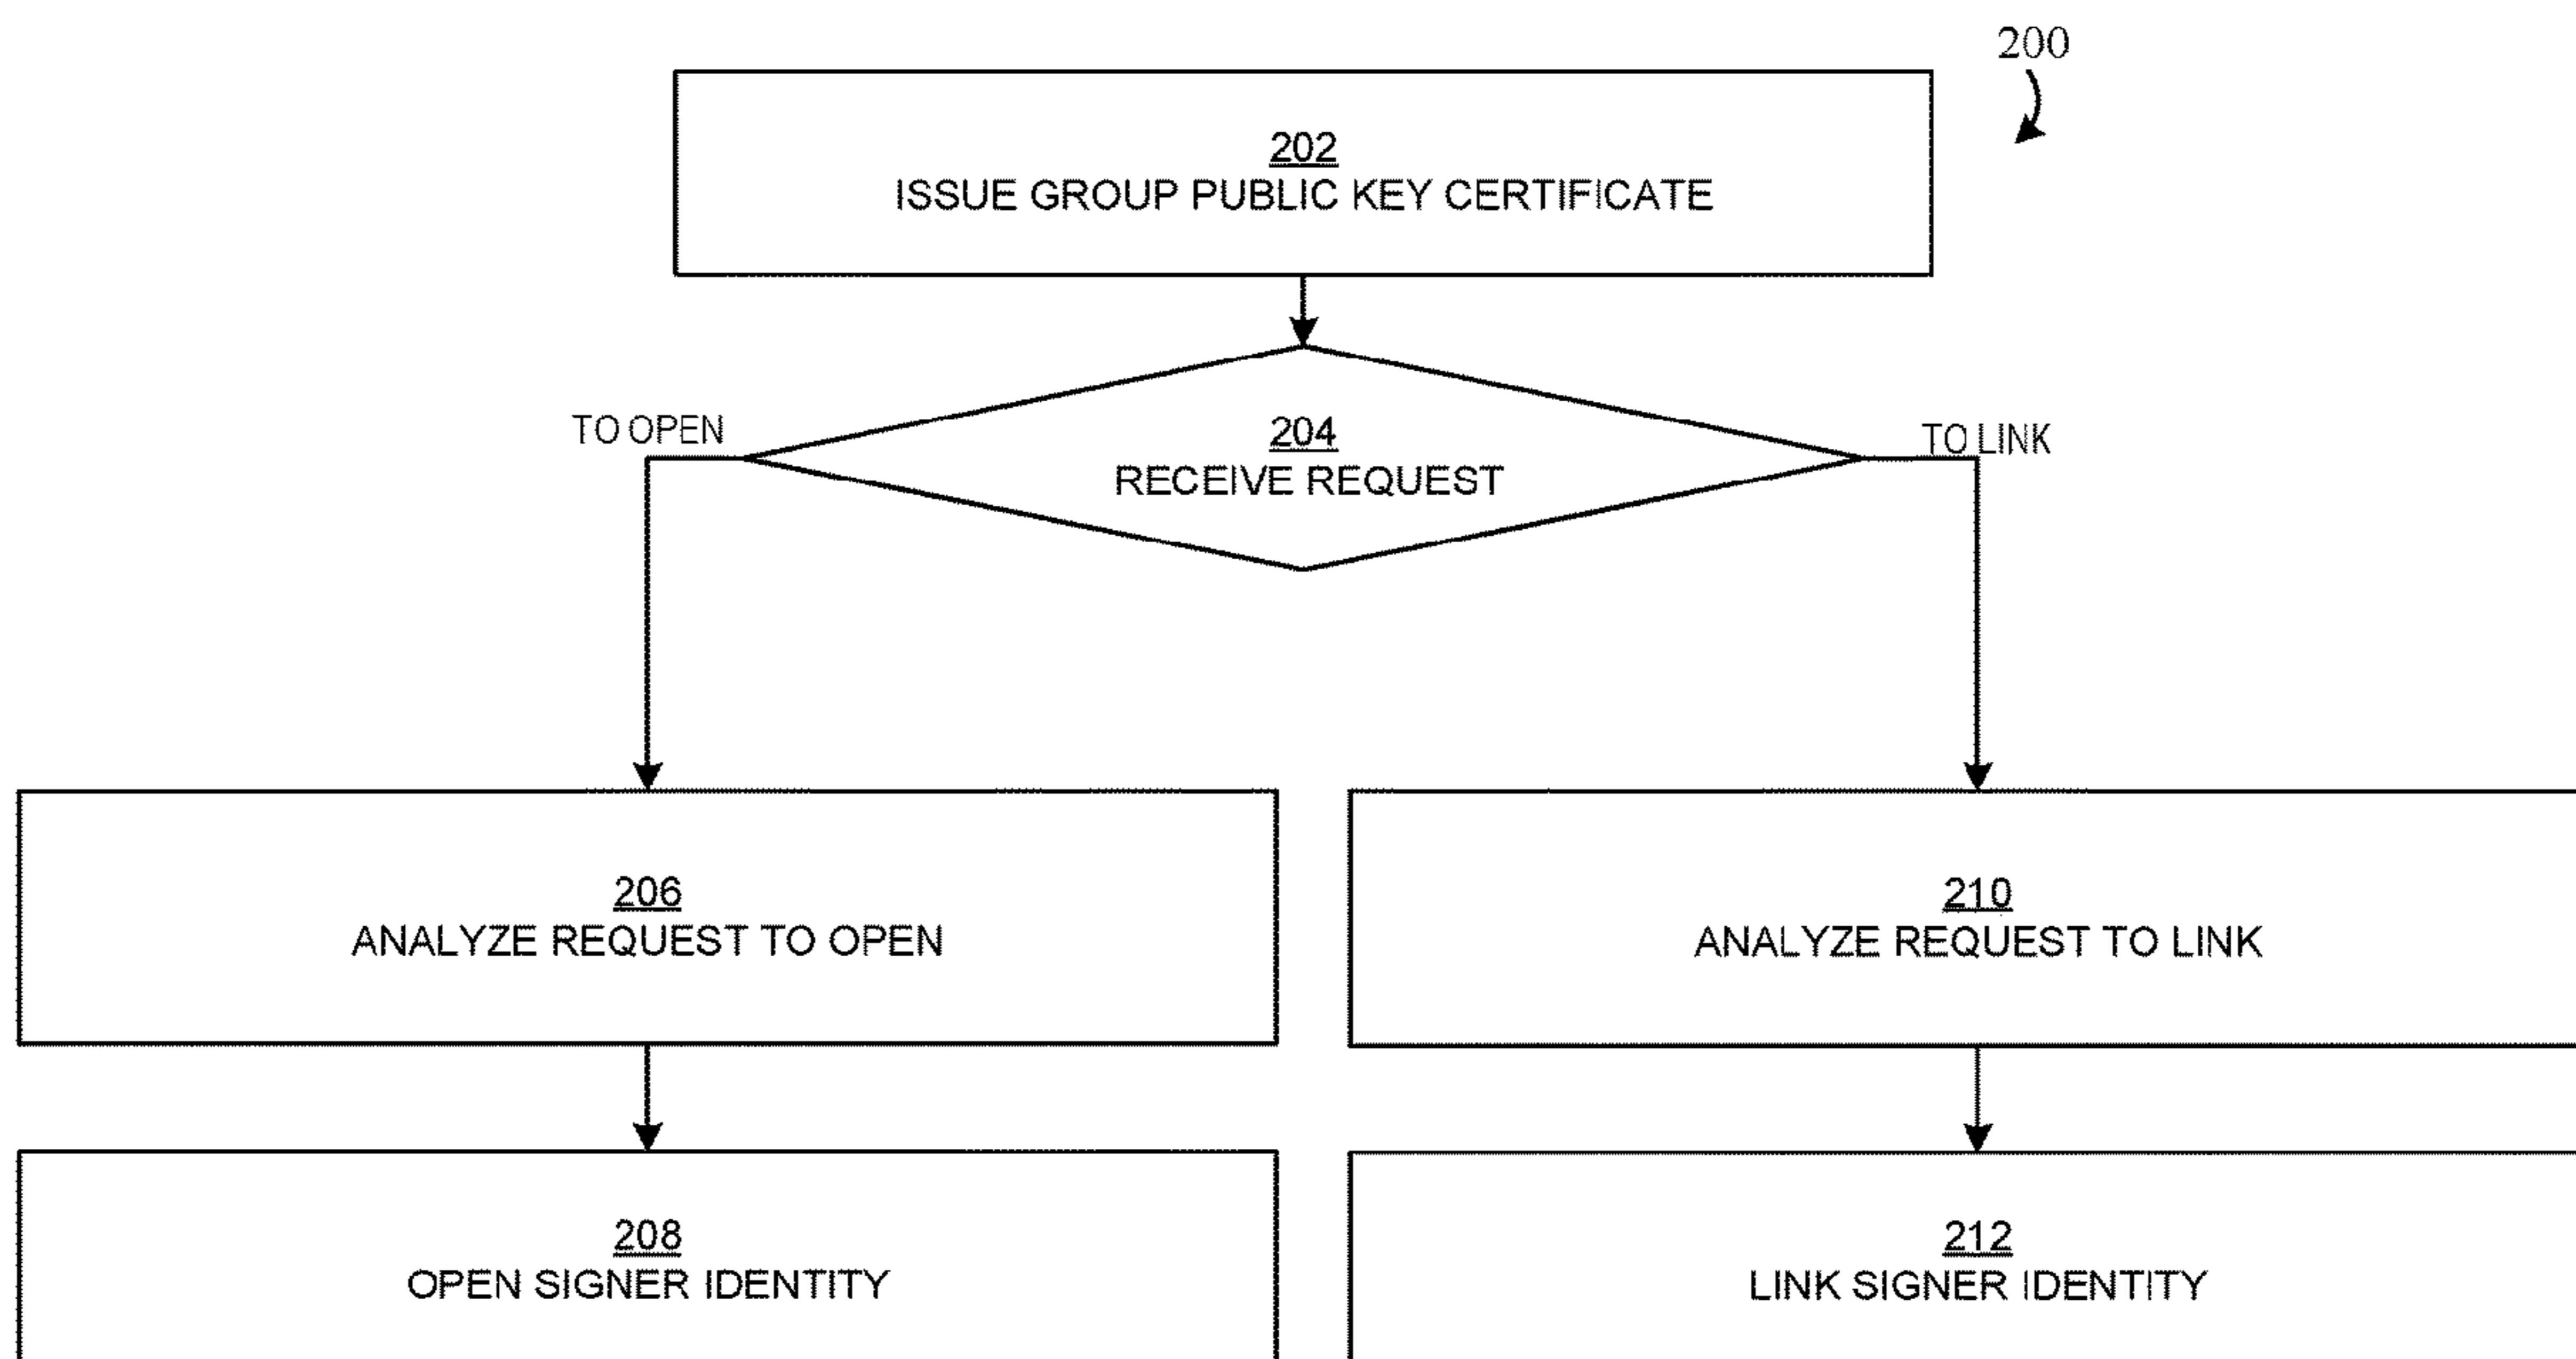 200
202
ISSUE GROUP PUBLIC KEY CERTIFICATE
TO OPEN
204
RECEIVE REQUEST
TO LINK
206
ANALYZE REQUEST TO OPEN
210
ANALYZE REQUEST TO LINK
208
OPEN SIGNER IDENTITY
212
LINK SIGNER IDENTITY